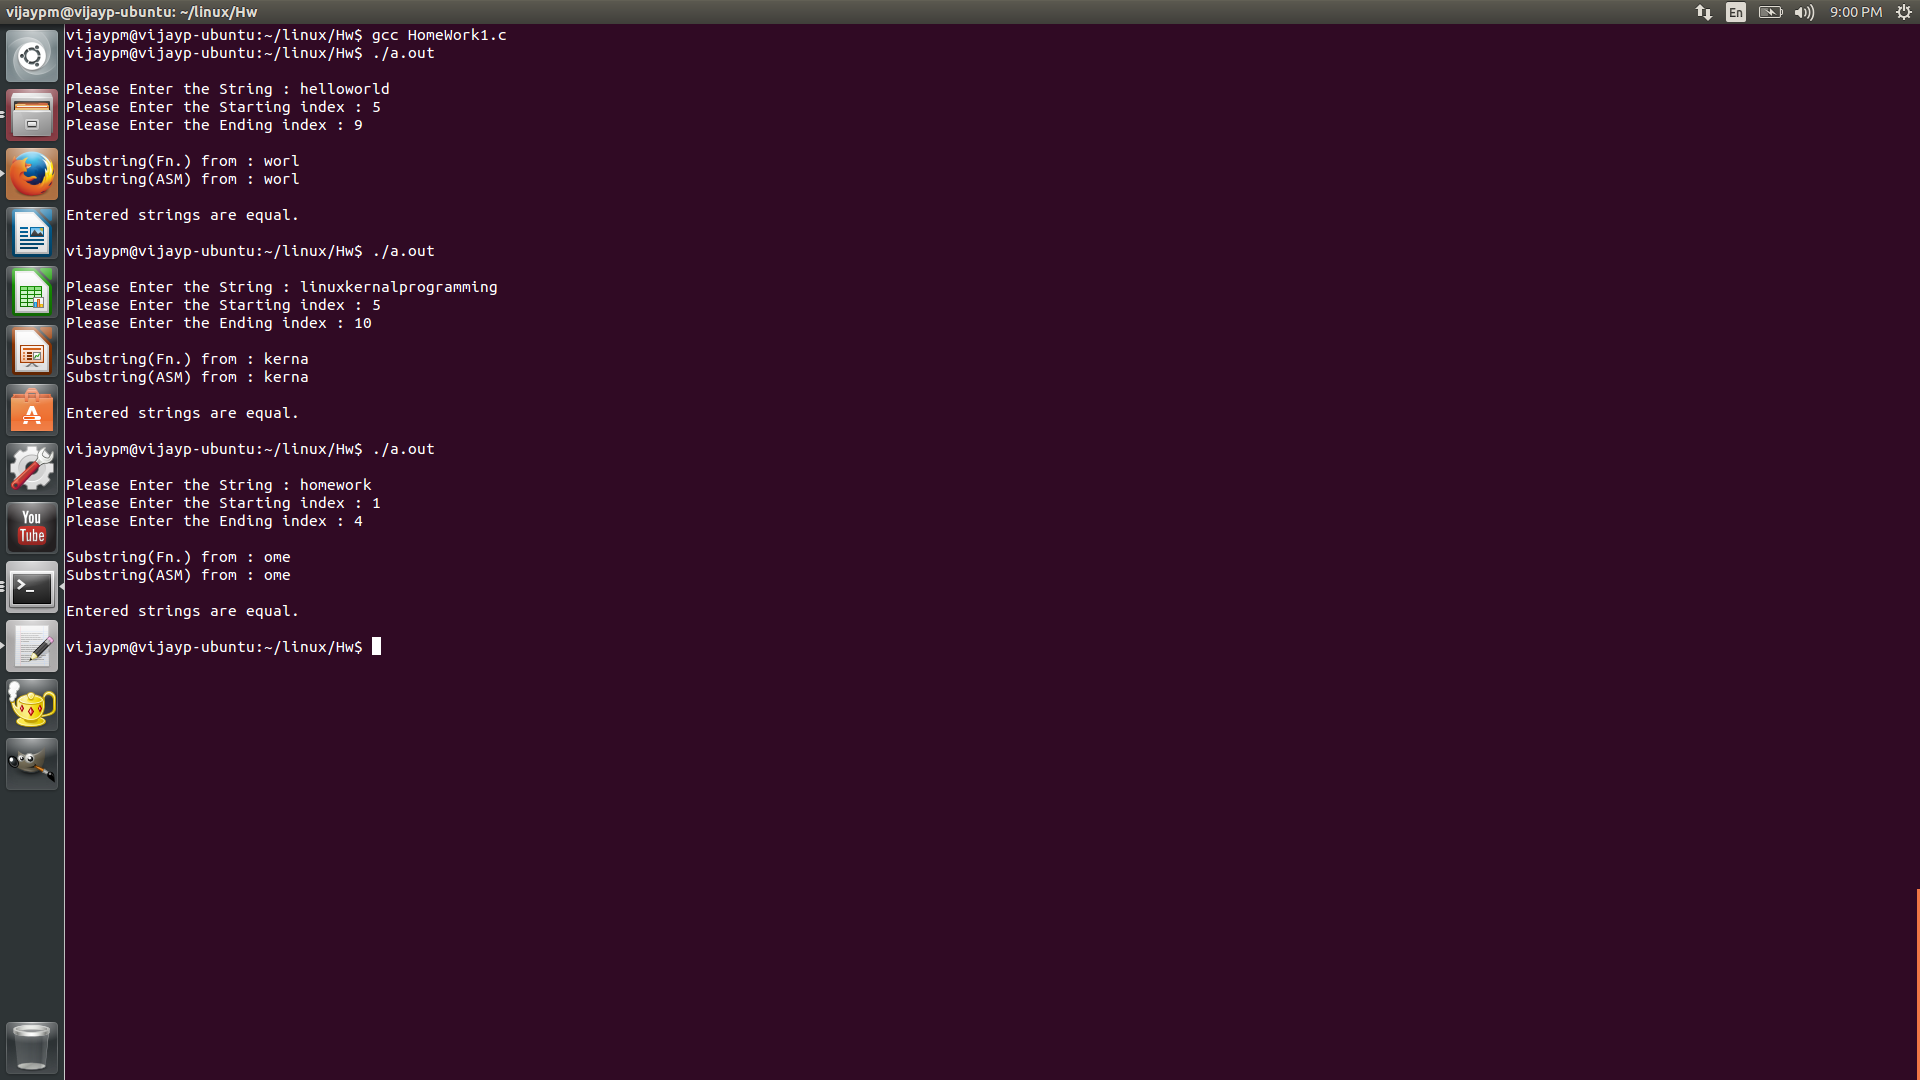 vijaypm@vijayp-ubuntu: ~/linux/Hw
En
9:00 PM
vijaypm@vijayp-ubuntu:~/linux/Hw$ gcc HomeWork1.c
vijaypm@vijayp-ubuntu:~/linux/Hw$ ./a.out
Please Enter the String : helloworld
Please Enter the Starting index : 5
Please Enter the Ending index : 9
Substring(Fn.) from : worl
Substring(ASM) from : worl
Entered strings are equal.
vijaypm@vijayp-ubuntu:~/linux/Hw$ ./a.out
Please Enter the String : linuxkernalprogramming
Please Enter the Starting index : 5
Please Enter the Ending index : 10
Substring(Fn.) from : kerna
Substring(ASM) from : kerna
Entered strings are equal.
vijaypm@vijayp-ubuntu:~/linux/Hw$ ./a.out
Please Enter the String : homework
Please Enter the Starting index : 1
Please Enter the Ending index : 4
Substring(Fn.) from : ome
Substring(ASM) from : ome
Entered strings are equal.
vijaypm@vijayp-ubuntu:~/linux/Hw$
You
Tube
>_